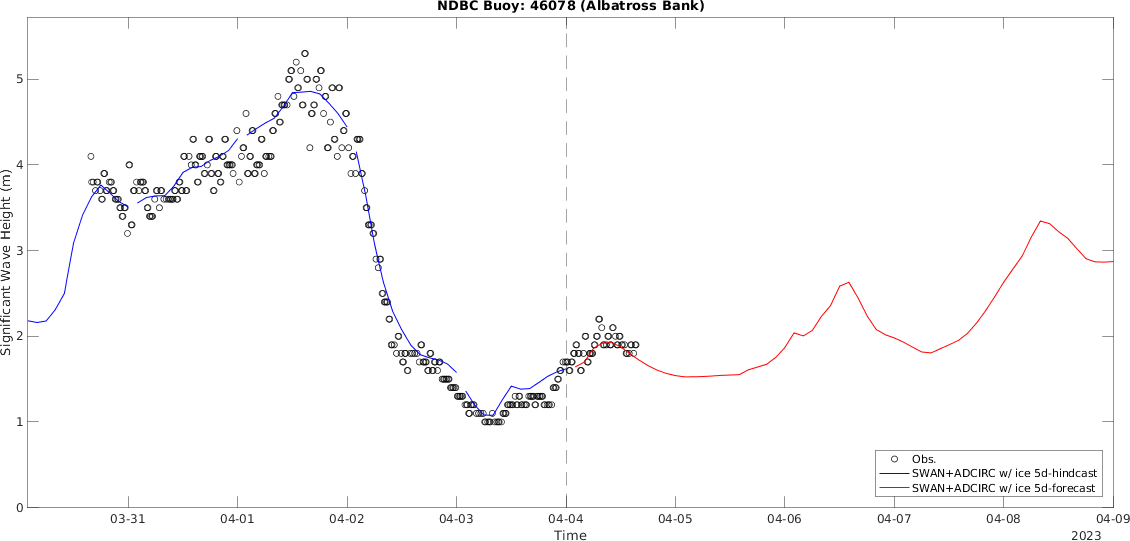 NDBC Buoy: 46078 (Albatross Bank)
Significant Wave Height (m)
5
4
3
2
1
0
Obs.
SWAN+ADCIRC w/ ice 5d-hindcast
SWAN+ADCIRC w/ ice 5d-forecast
03-31 04-01 04-02 04-03 04-04 04-05 04-06 04-07 04-08 04-09
Time
2023